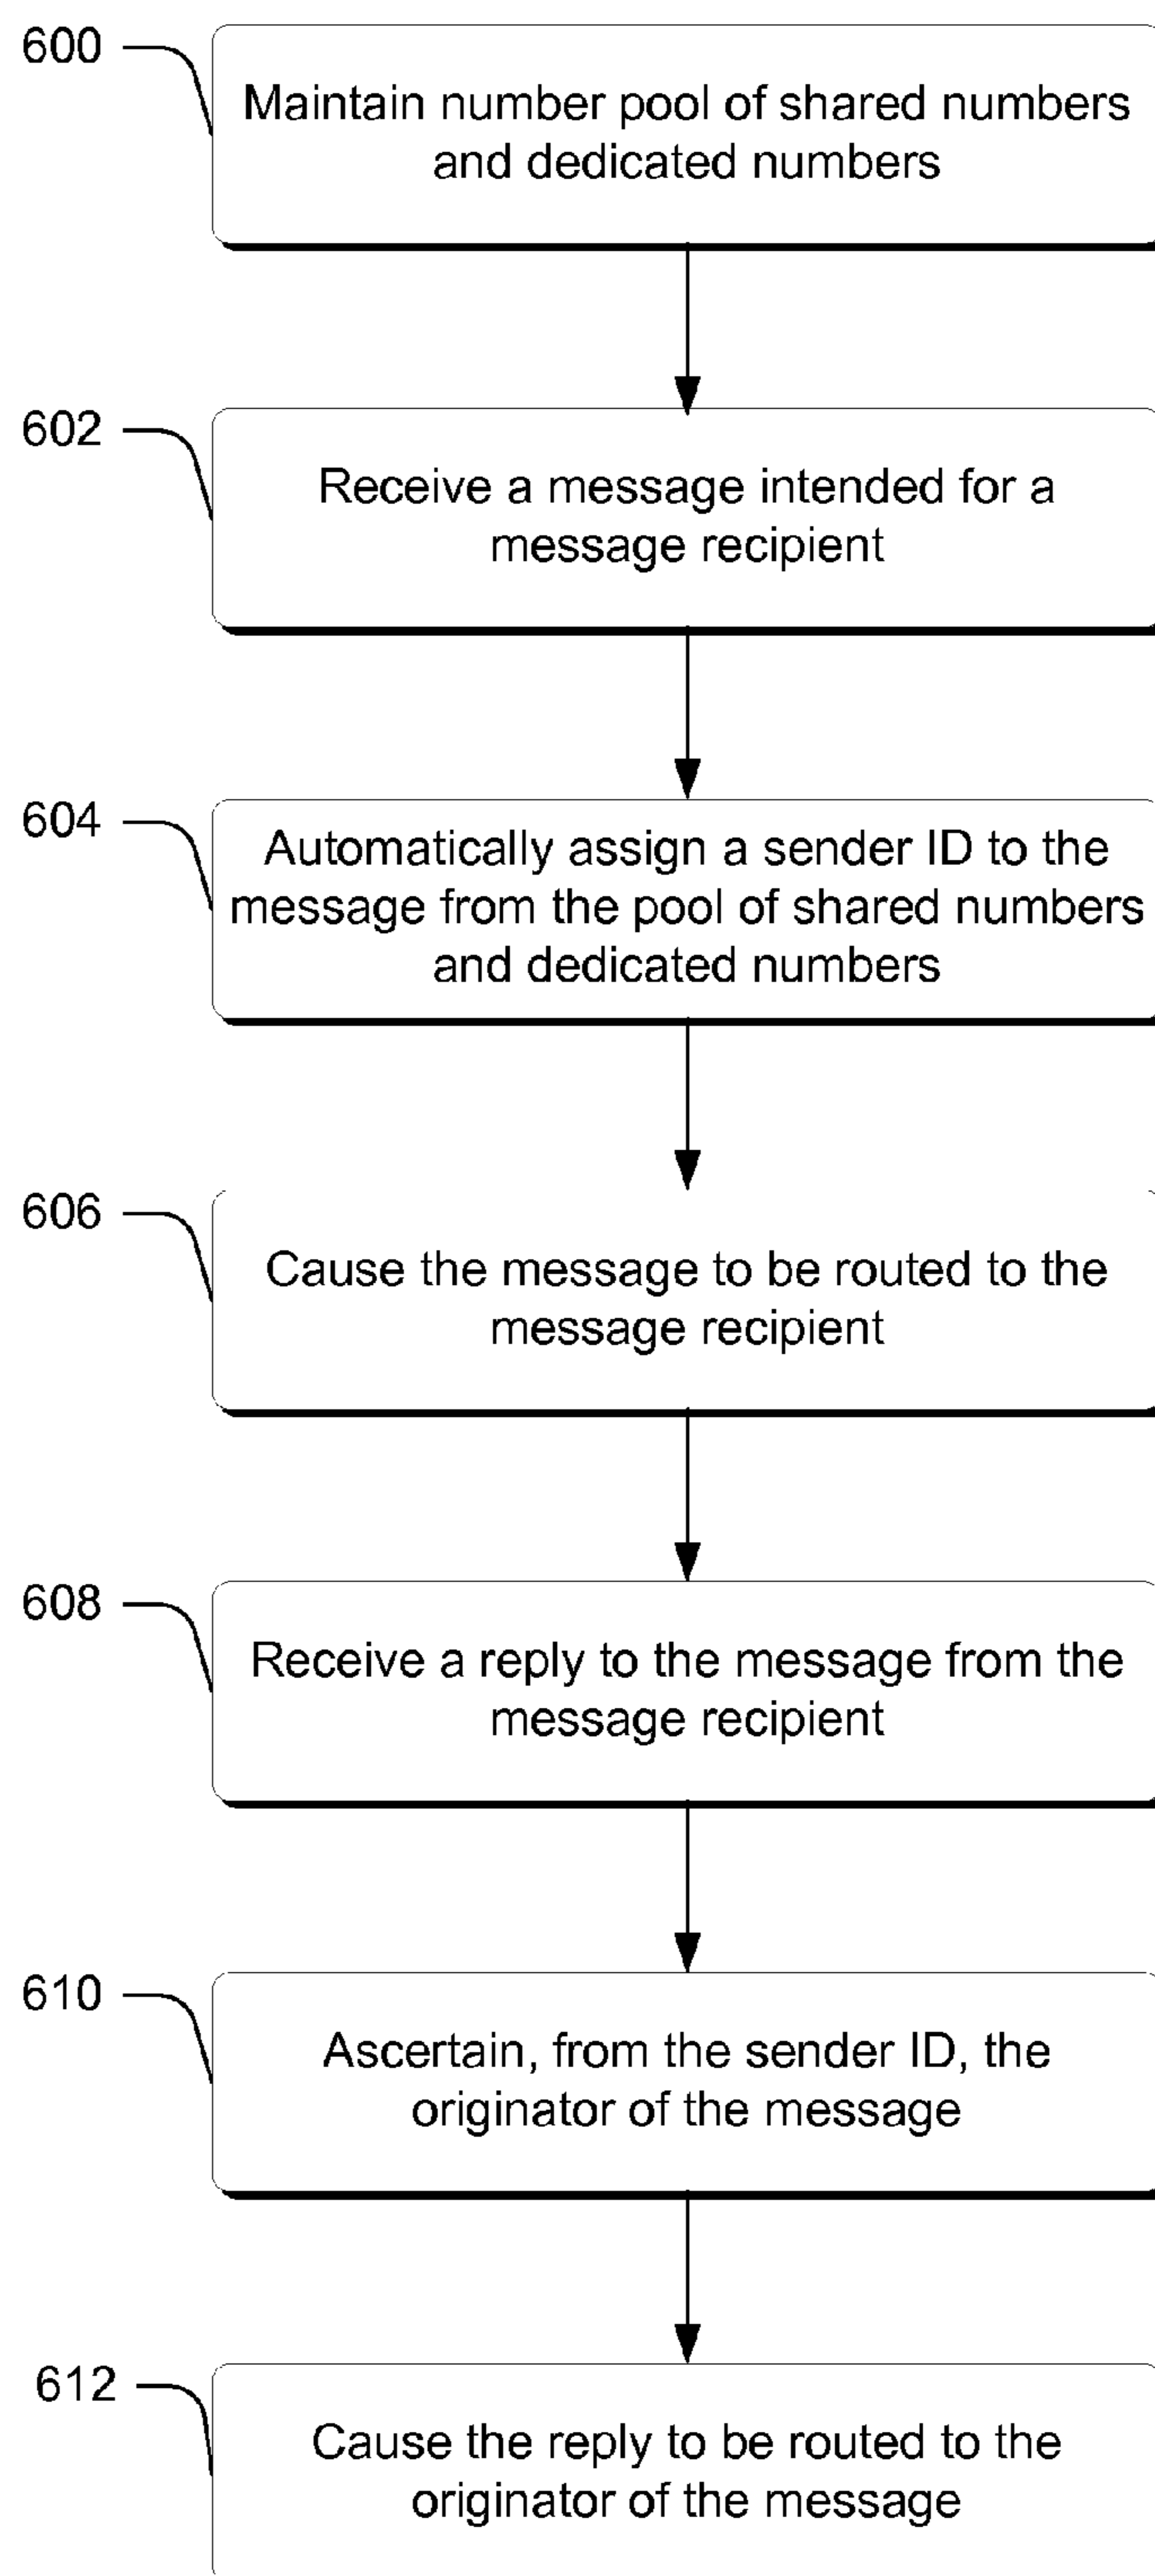 600
Maintain number pool of shared numbers
and dedicated numbers
602
Receive a message intended for a
message recipient
604
Automatically assign a sender ID to the
message from the pool of shared numbers
and dedicated numbers
606
Cause the message to be routed to the
message recipient
608
Receive a reply to the message from the
message recipient
610
Ascertain, from the sender ID, the
originator of the message
612
Cause the reply to be routed to the
originator of the message